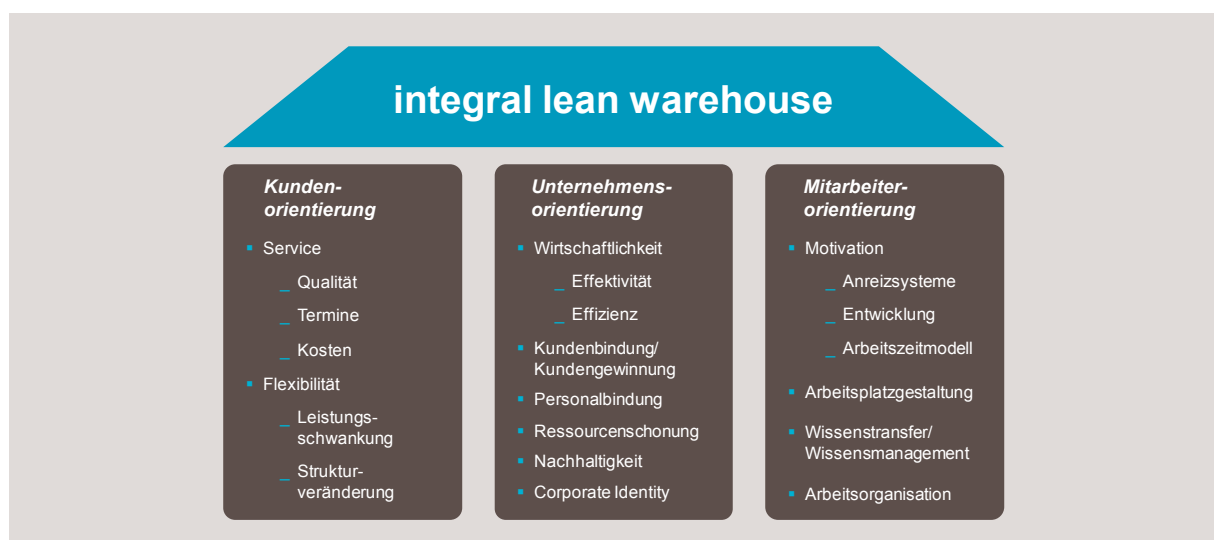 integral lean warehouse
Kunden-
orientierung
▪ Service
_ Qualität
_ Termine
_ Kosten
▪ Flexibilität
_ Leistungs-
schwankung
_ Struktur-
veränderung
Unternehmens-
orientierung
▪ Wirtschaftlichkeit
_ Effektivität
_ Effizienz
▪ Kundenbindung/
Kundengewinnung
▪ Personalbindung
▪ Ressourcenschonung
▪ Nachhaltigkeit
▪ Corporate Identity
Mitarbeiter-
orientierung
▪ Motivation
_ Anreizsysteme
_ Entwicklung
_ Arbeitszeitmodell
▪ Arbeitsplatzgestaltung
▪ Wissenstransfer/
Wissensmanagement
▪ Arbeitsorganisation